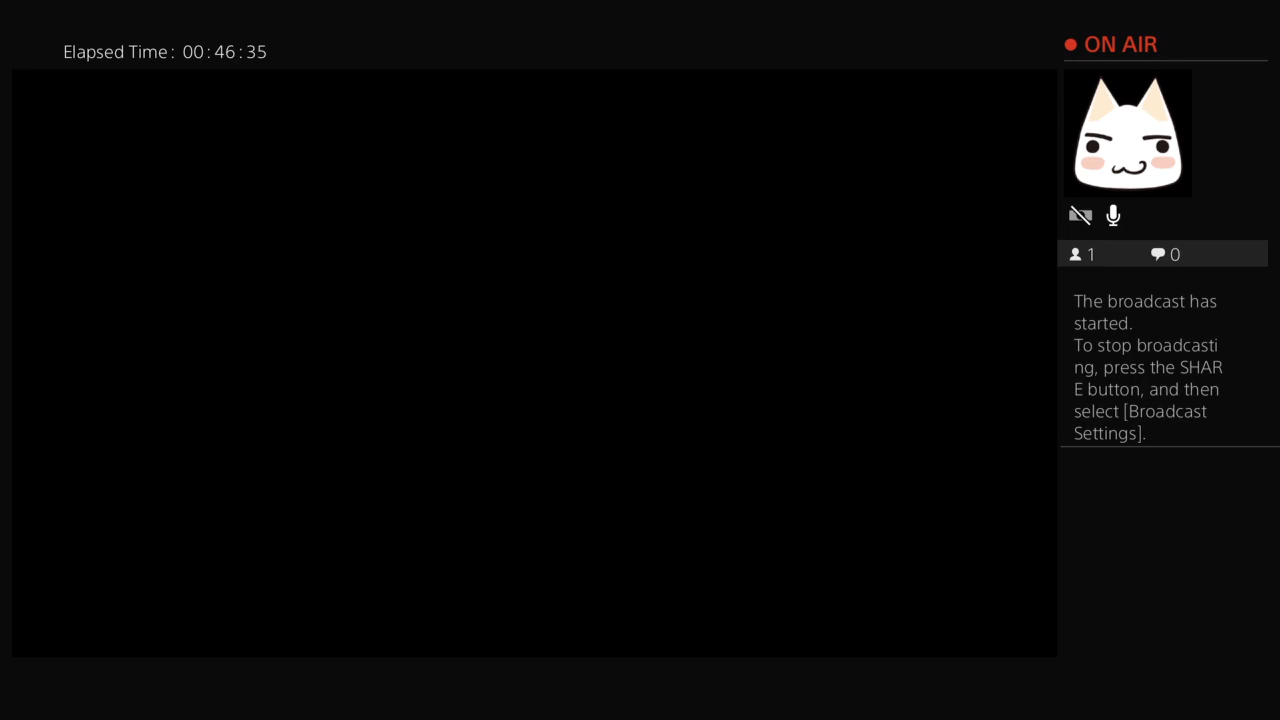 Elapsed Time: 00:46:35
ON AIR
1 0
The broadcast has
started.
To stop broadcasti
ng, press the SHAR
E button, and then
select [Broadcast
Settings].